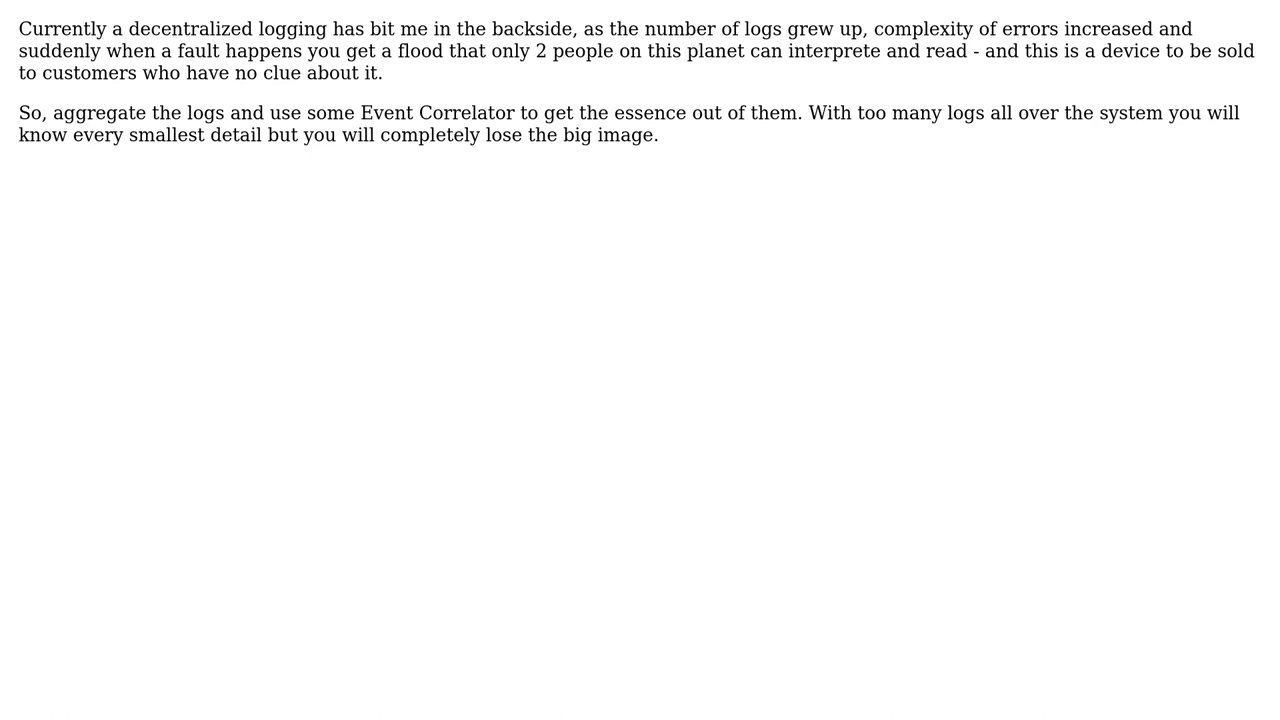 Currently a decentralized logging has bit me in the backside, as the number of logs grew up, complexity of errors increased and
suddenly when a fault happens you get a flood that only 2 people on this planet can interprete and read - and this is a device to be sold
to customers who have no clue about it.
So, aggregate the logs and use some Event Correlator to get the essence out of them. With too many logs all over the system you will
know every smallest detail but you will completely lose the big image.